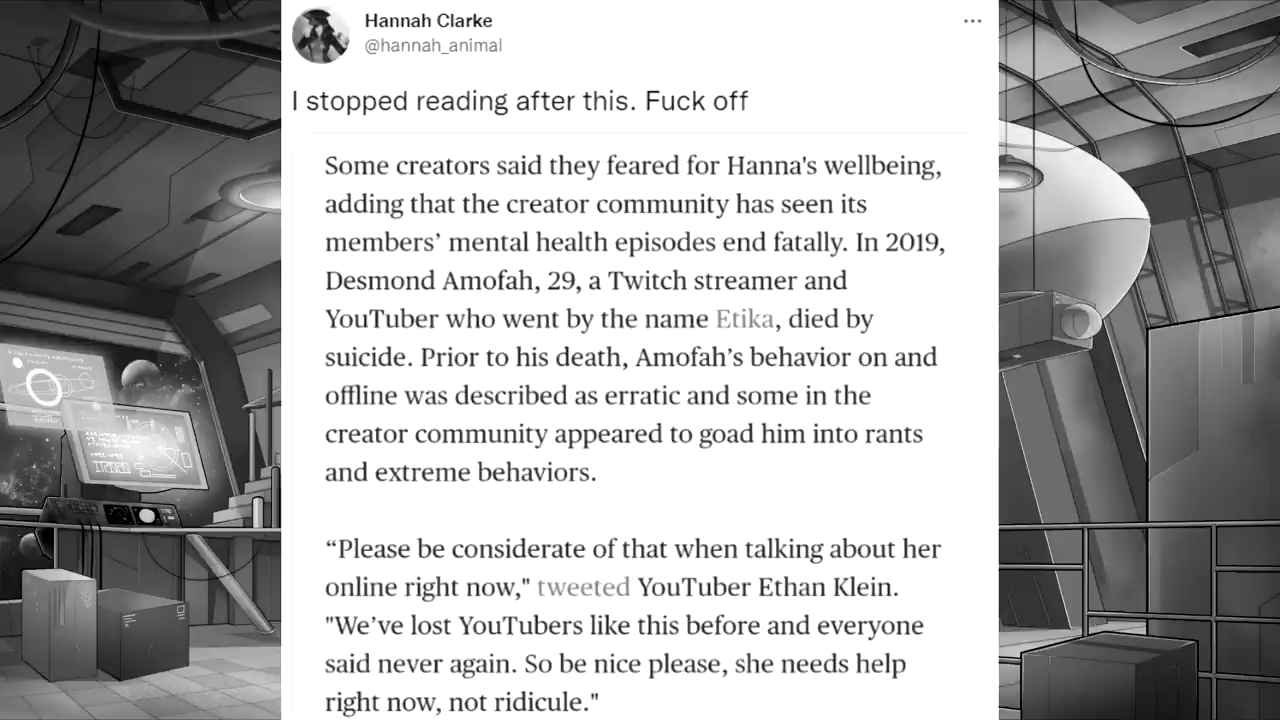 Hannah Clarke
@hannah_animal
I stopped reading after this. Fuck off
Some creators said they feared for Hanna's wellbeing,
adding that the creator community has seen its
members’ mental health episodes end fatally. In 2019,
Desmond Amofah, 29, a Twitch streamer and
YouTuber who went by the name Etika, died by
suicide. Prior to his death, Amofah’s behavior on and
offline was described as erratic and some in the
creator community appeared to goad him into rants
and extreme behaviors.
“Please be considerate of that when talking about her
online right now," tweeted YouTuber Ethan Klein.
"We’ve lost YouTubers like this before and everyone
said never again. So be nice please, she needs help
right now, not ridicule."